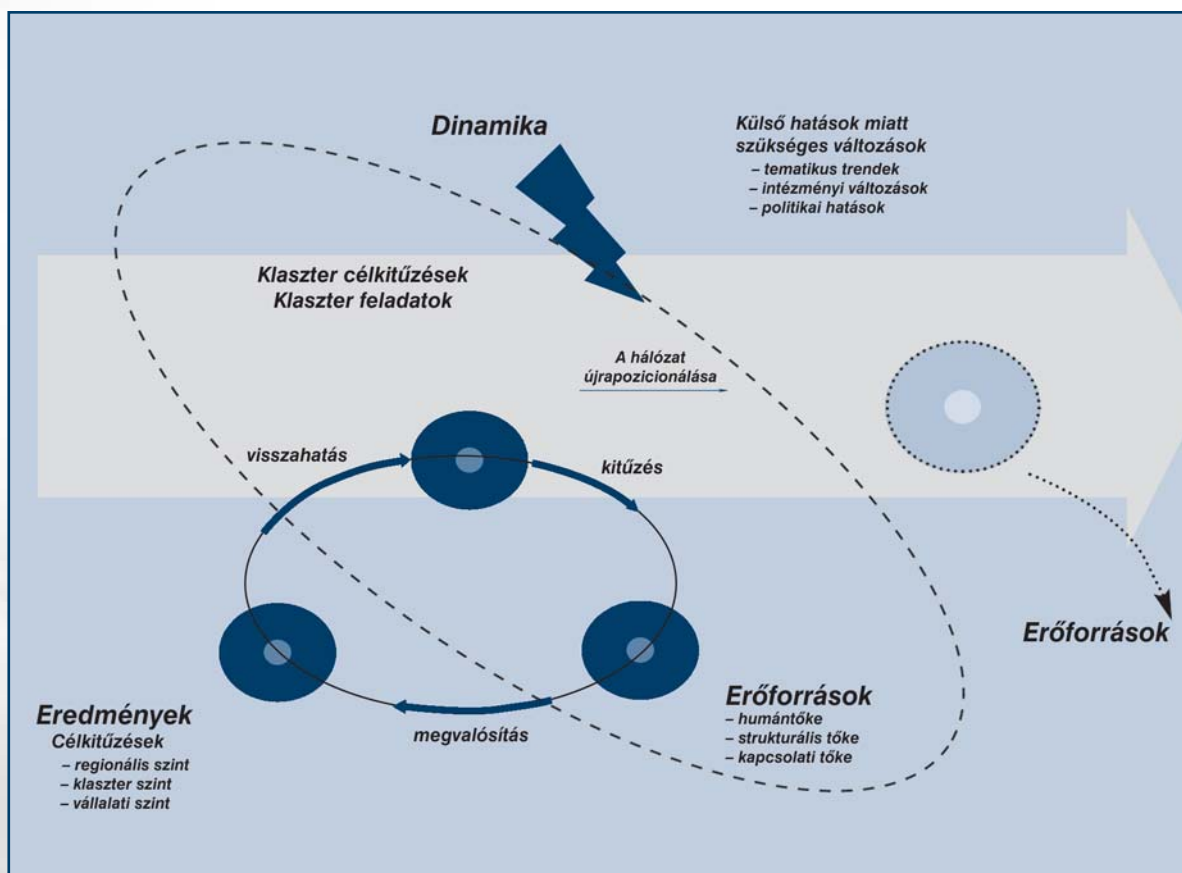 Dinamika
Külső hatások miatt
szükséges változások
– tematikus trendek
– intézményi változások
– politikai hatások
Klaszter célkitűzések
Klaszter feladatok
A hálózat
újrapozicionálása
visszahatás
kitűzés
Erőforrások
Erőforrások
– humántőke
– strukturális tőke
– kapcsolati tőke
Eredmények
Célkitűzések
– regionális szint
– klaszter szint
– vállalati szint
megvalósítás